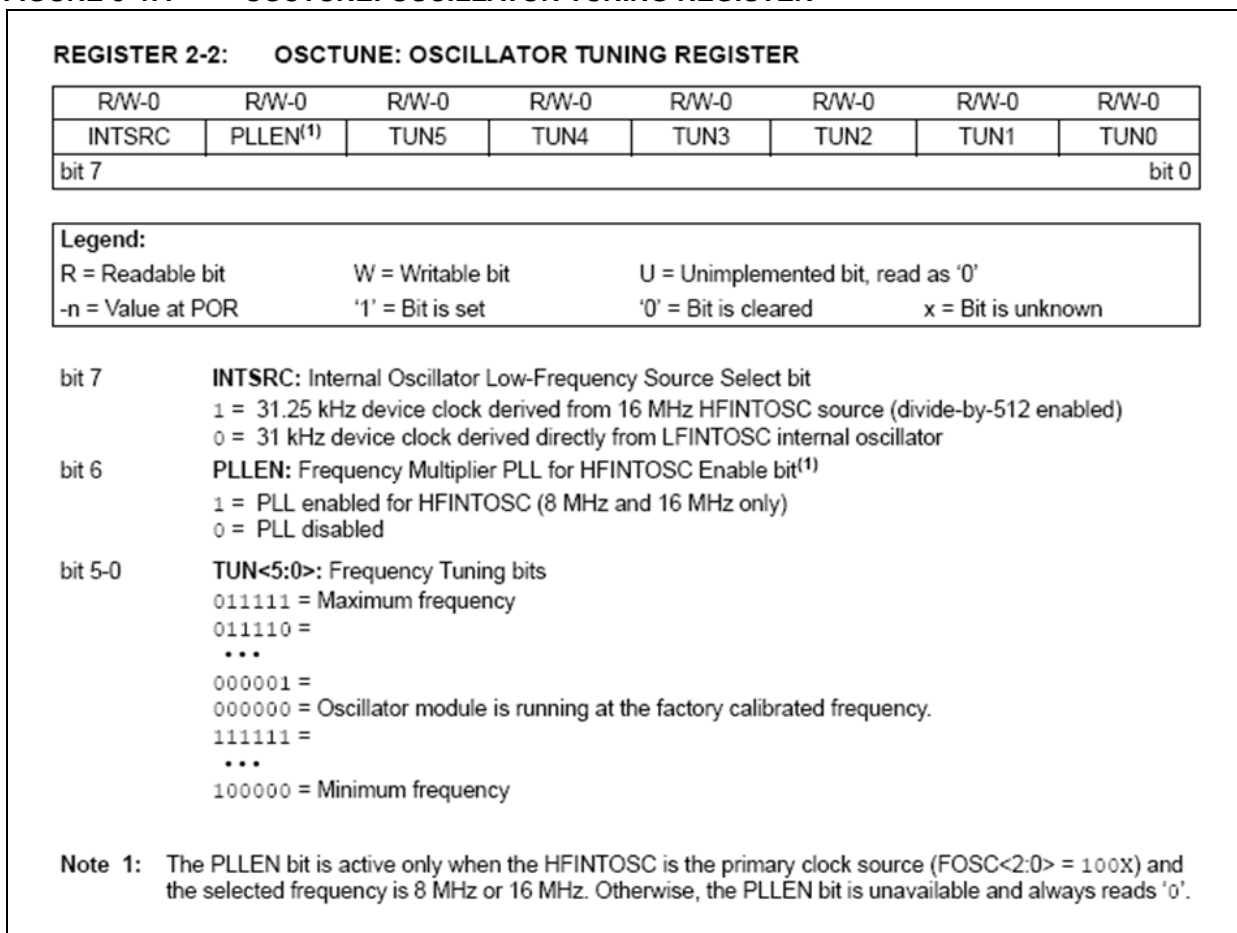 REGISTER 2-2: OSCTUNE: OSCILLATOR TUNING REGISTER
R/W-0 R/W-0 R/W-0 R/W-0 R/W-0 R/W-0 R/W-0 R/W-0
INTSRC PLLEN(1) TUN5 TUN4 TUN3 TUN2 TUN1 TUN0
bit 7 bit 0
Legend:
R = Readable bit W = Writable bit U = Unimplemented bit, read as ‘0’
-n = Value at POR ‘1’ = Bit is set ‘0’ = Bit is cleared x = Bit is unknown
bit 7 INTSRC: Internal Oscillator Low-Frequency Source Select bit
1 = 31.25 kHz device clock derived from 16 MHz HFINTOSC source (divide-by-512 enabled)
0 = 31 kHz device clock derived directly from LFINTOSC internal oscillator
bit 6 PLLEN: Frequency Multiplier PLL for HFINTOSC Enable bit(1)
1 = PLL enabled for HFINTOSC (8 MHz and 16 MHz only)
0 = PLL disabled
bit 5-0 TUN<5:0>: Frequency Tuning bits
011111 = Maximum frequency
011110 =
• • •
000001 =
000000 = Oscillator module is running at the factory calibrated frequency.
111111 =
• • •
100000 = Minimum frequency
Note 1: The PLLEN bit is active only when the HFINTOSC is the primary clock source (FOSC<2:0> = 100X) and
the selected frequency is 8 MHz or 16 MHz. Otherwise, the PLLEN bit is unavailable and always reads ‘0’.